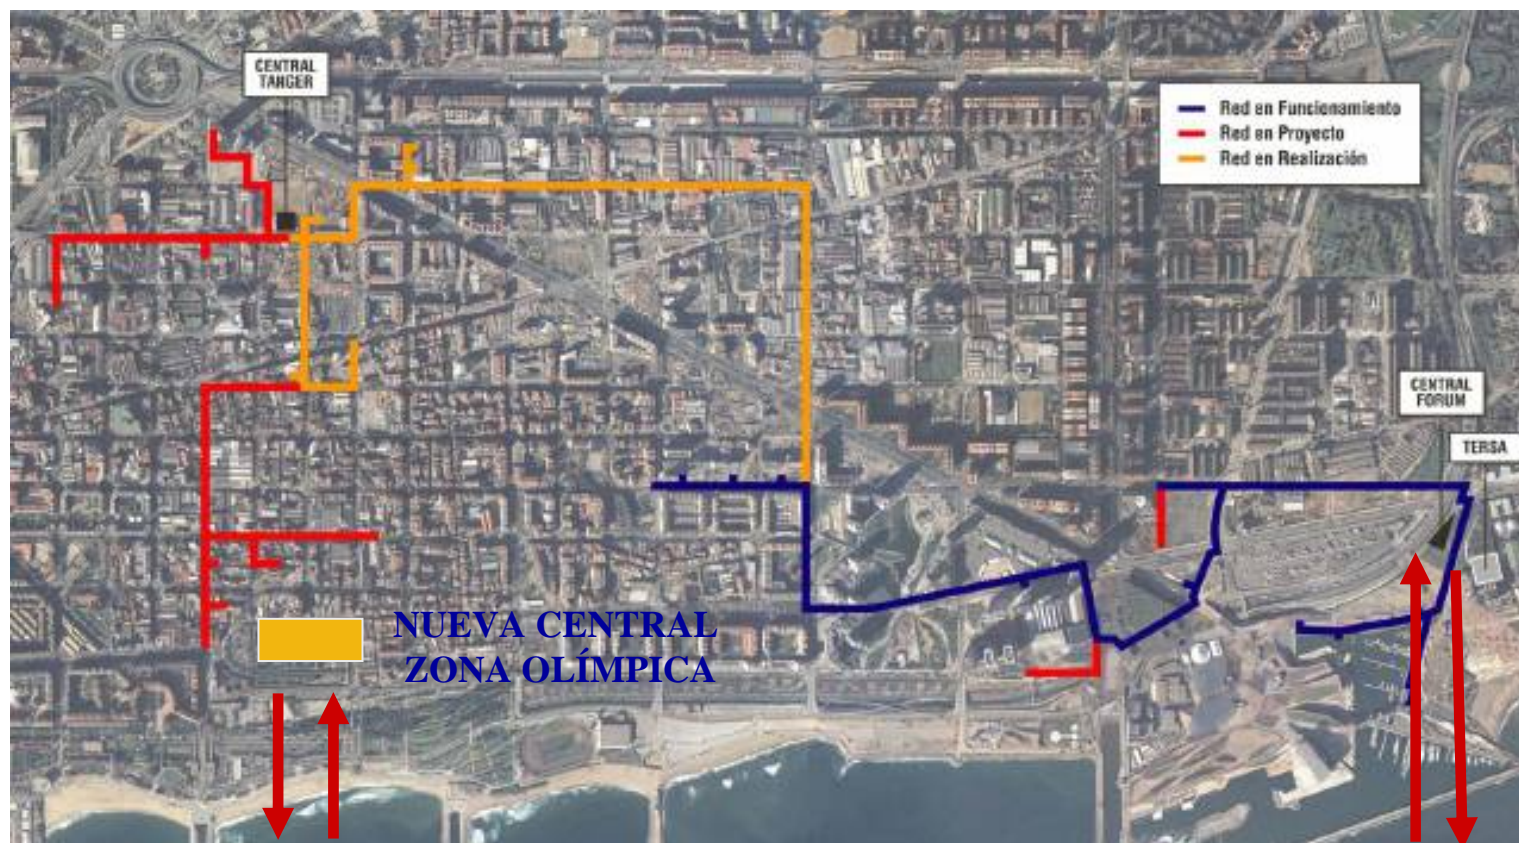 CENTRAL
TANGER
Red en Funcionamiento
Red en Proyecto
Red en Realización
CENTRAL
FORUM
TERSA
NUEVA CENTRAL
ZONA OLÍMPICA